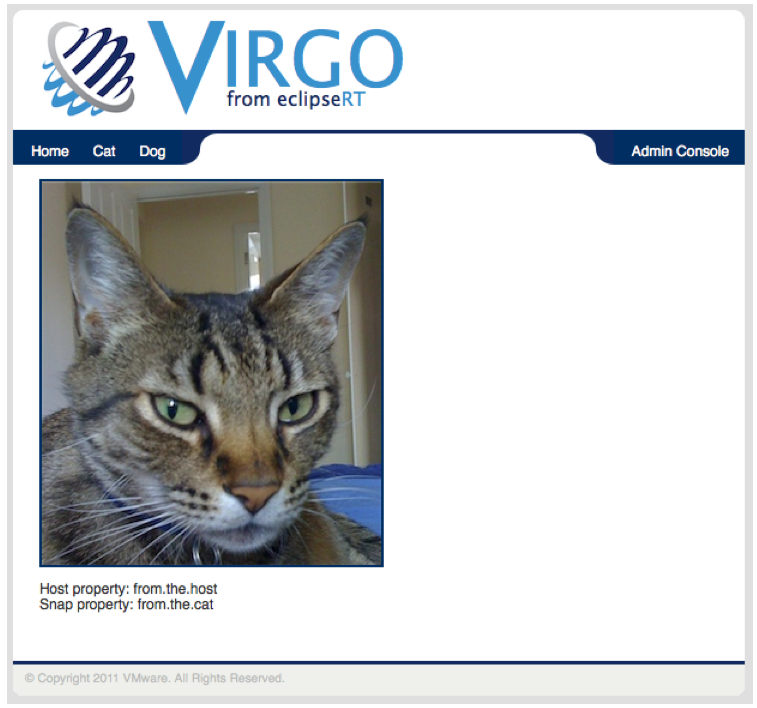 VIRGO
from eclipseRT
Home Cat Dog Admin Console
Host property: from.the.host
Snap property: from.the.cat
© Copyright 2011 VMware. All Rights Reserved.